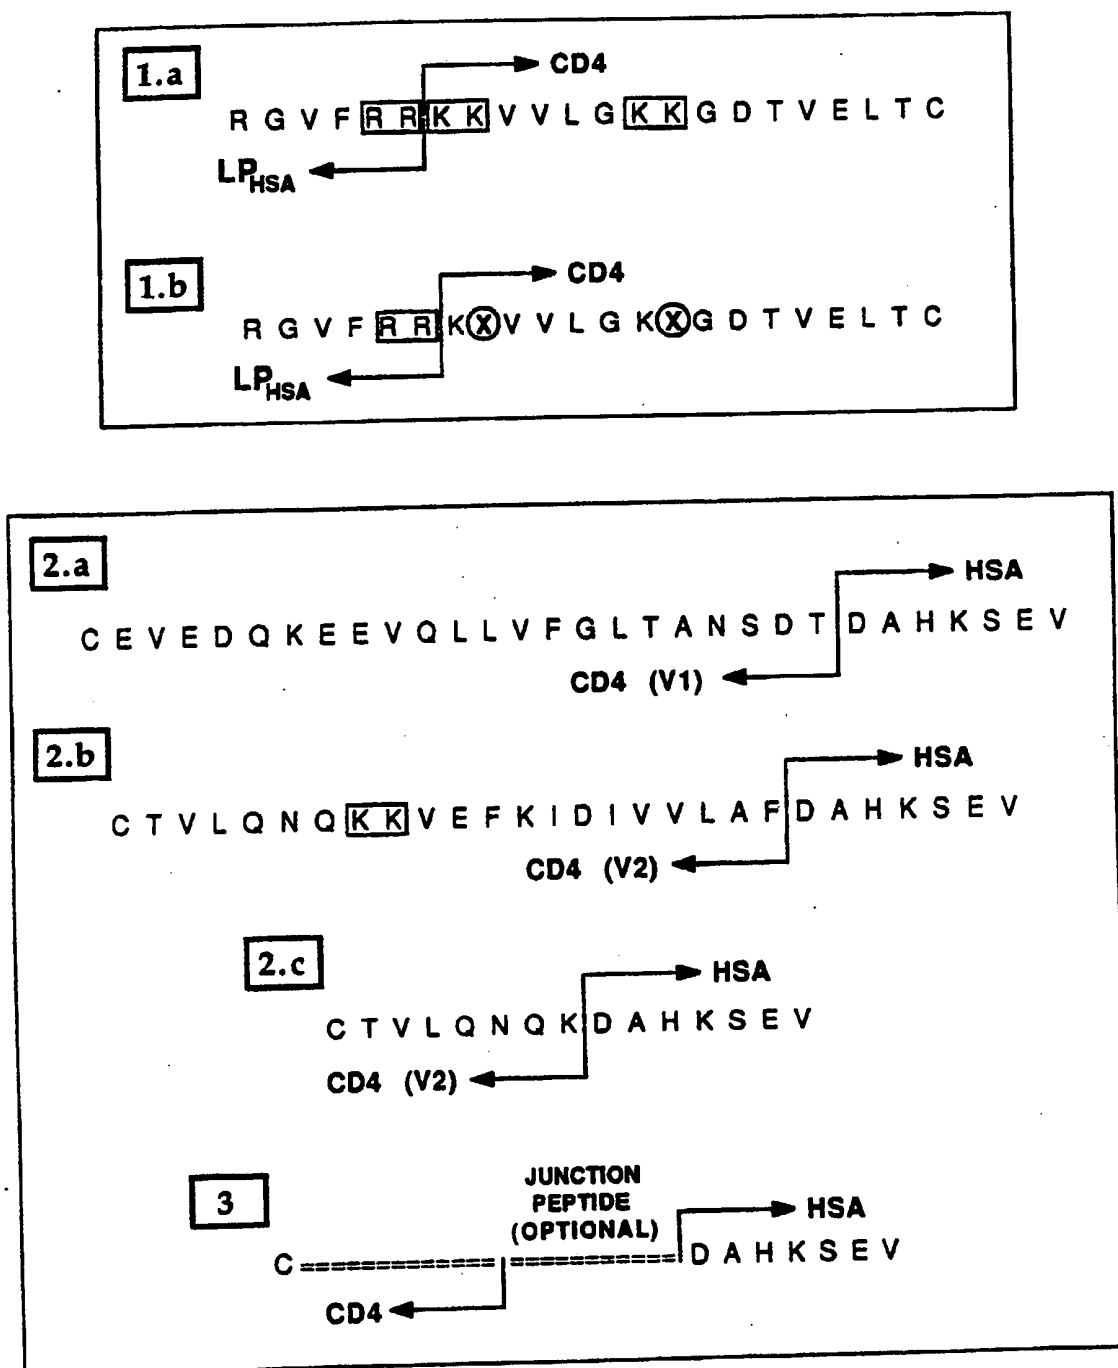 1.a
CD4
R G V F R R K K V V L G K K G D T V E L T C
LPHSA
1.b
CD4
R G V F R R K X V V L G K X G D T V E L T C
LPHSA
2.a
HSA
C E V E D Q K E E V Q L L V F G L T A N S D T D A H K S E V
CD4 (V1)
2.b
HSA
C T V L Q N Q K K V E F K I D I V V L A F D A H K S E V
CD4 (V2)
2.c
HSA
C T V L Q N Q K D A H K S E V
CD4 (V2)
3
JUNCTION
PEPTIDE
(OPTIONAL)
HSA
C ============= ============= D A H K S E V
CD4